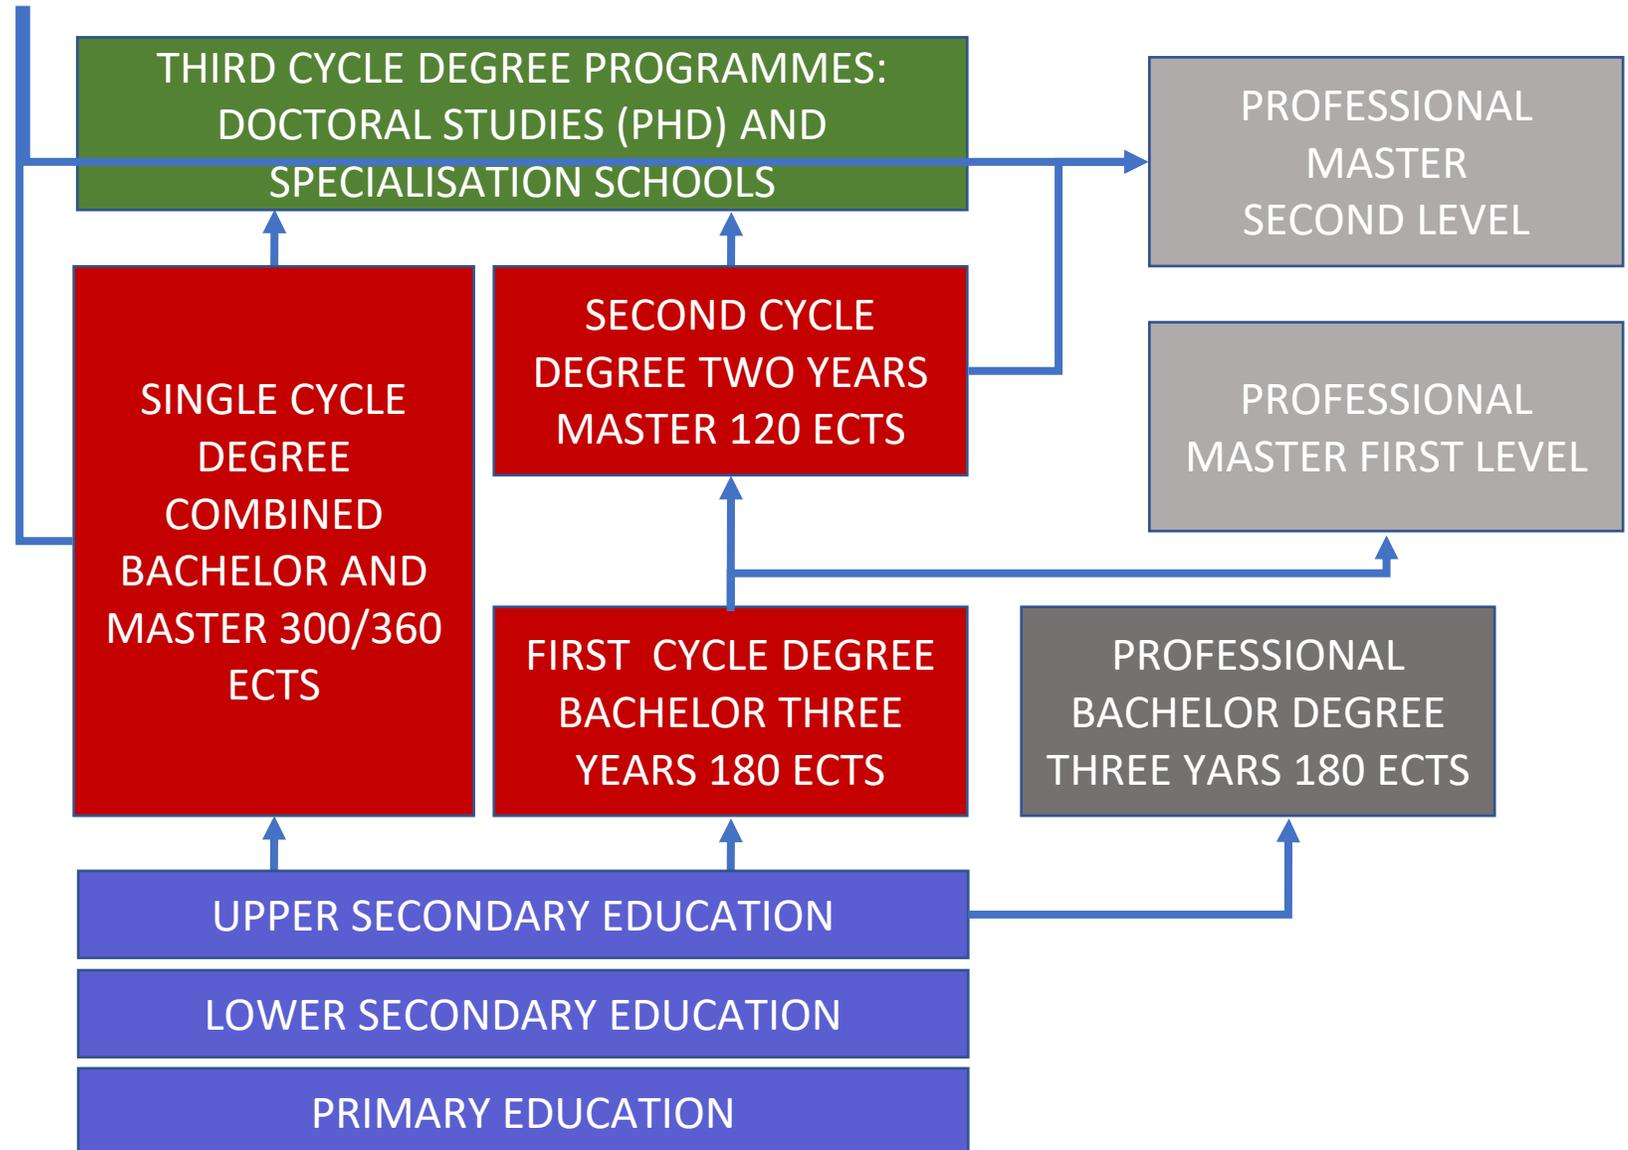 THIRD CYCLE DEGREE PROGRAMMES:
DOCTORAL STUDIES (PHD) AND
SPECIALISATION SCHOOLS
PROFESSIONAL
MASTER
SECOND LEVEL
SINGLE CYCLE
DEGREE
COMBINED
BACHELOR AND
MASTER 300/360
ECTS
SECOND CYCLE
DEGREE TWO YEARS
MASTER 120 ECTS
PROFESSIONAL
MASTER FIRST LEVEL
FIRST  CYCLE DEGREE
BACHELOR THREE
YEARS 180 ECTS
PROFESSIONAL
BACHELOR DEGREE
THREE YARS 180 ECTS
UPPER SECONDARY EDUCATION
LOWER SECONDARY EDUCATION
PRIMARY EDUCATION